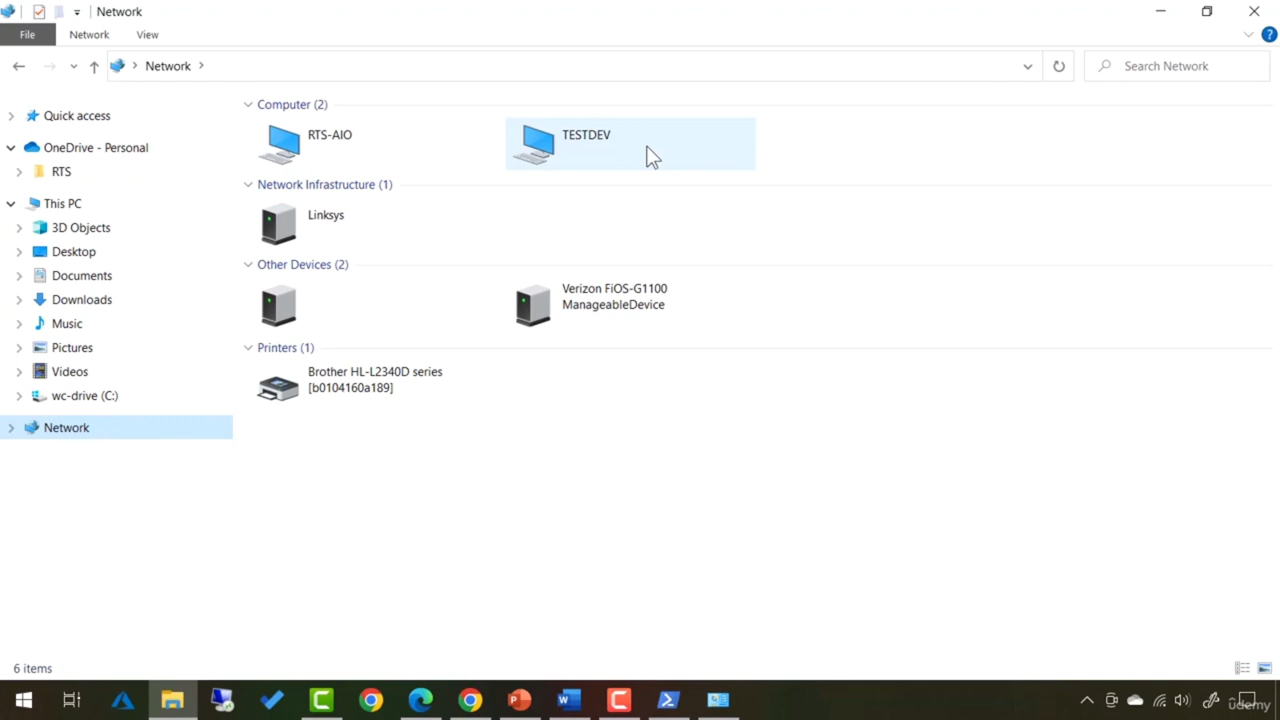 Network
File
Network
View
Network
Search Network
Quick access
OneDrive - Personal
RTS
This PC
3D Objects
Desktop
Documents
Downloads
Music
Pictures
Videos
wc-drive (C:)
Network
Computer (2)
RTS-AIO
TESTDEV
Network Infrastructure (1)
Linksys
Other Devices (2)
Verizon FiOS-G1100
ManageableDevice
Printers (1)
Brother HL-L2340D series
[b0104160a189]
6 items
udemy